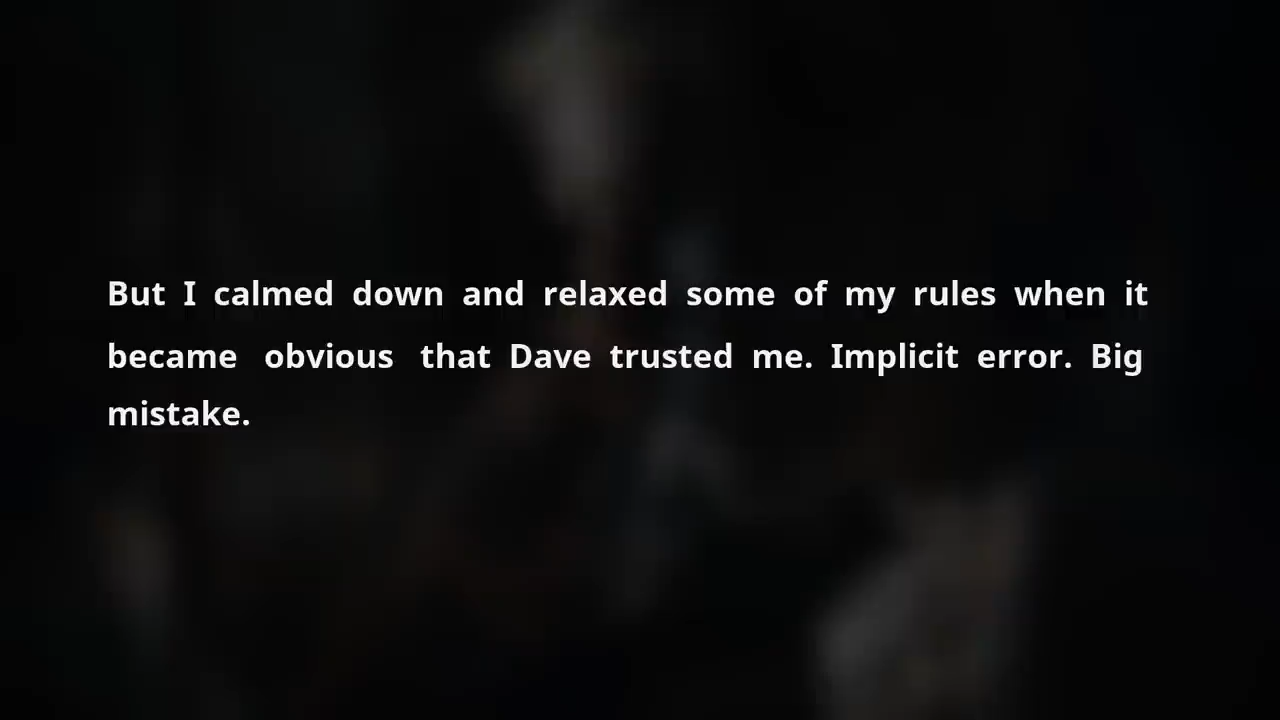 But I calmed down and relaxed some of my rules when it
became obvious that Dave trusted me. Implicit error. Big
mistake.